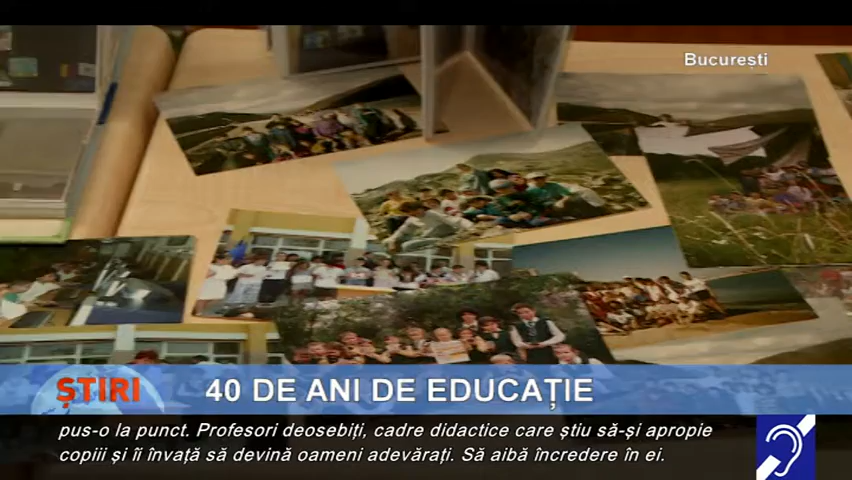 București
ȘTIRI
40 DE ANI DE EDUCAȚIE
pus-o la punct. Profesori deosebiți, cadre didactice care știu să-și apropie
copiii și îi învață să devină oameni adevărați. Să aibă încredere în ei.